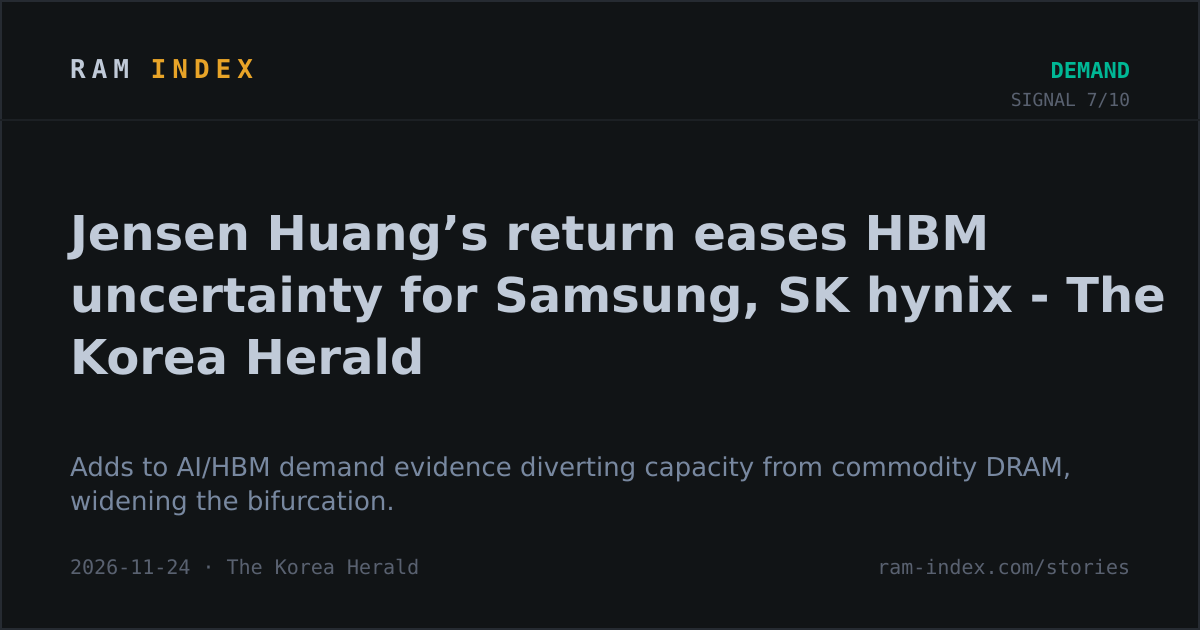 RAM INDEX
DEMAND
SIGNAL 7/10
Jensen Huang’s return eases HBM
uncertainty for Samsung, SK hynix - The
Korea Herald
Adds to AI/HBM demand evidence diverting capacity from commodity DRAM,
widening the bifurcation.
2026-11-24 · The Korea Herald
ram-index.com/stories